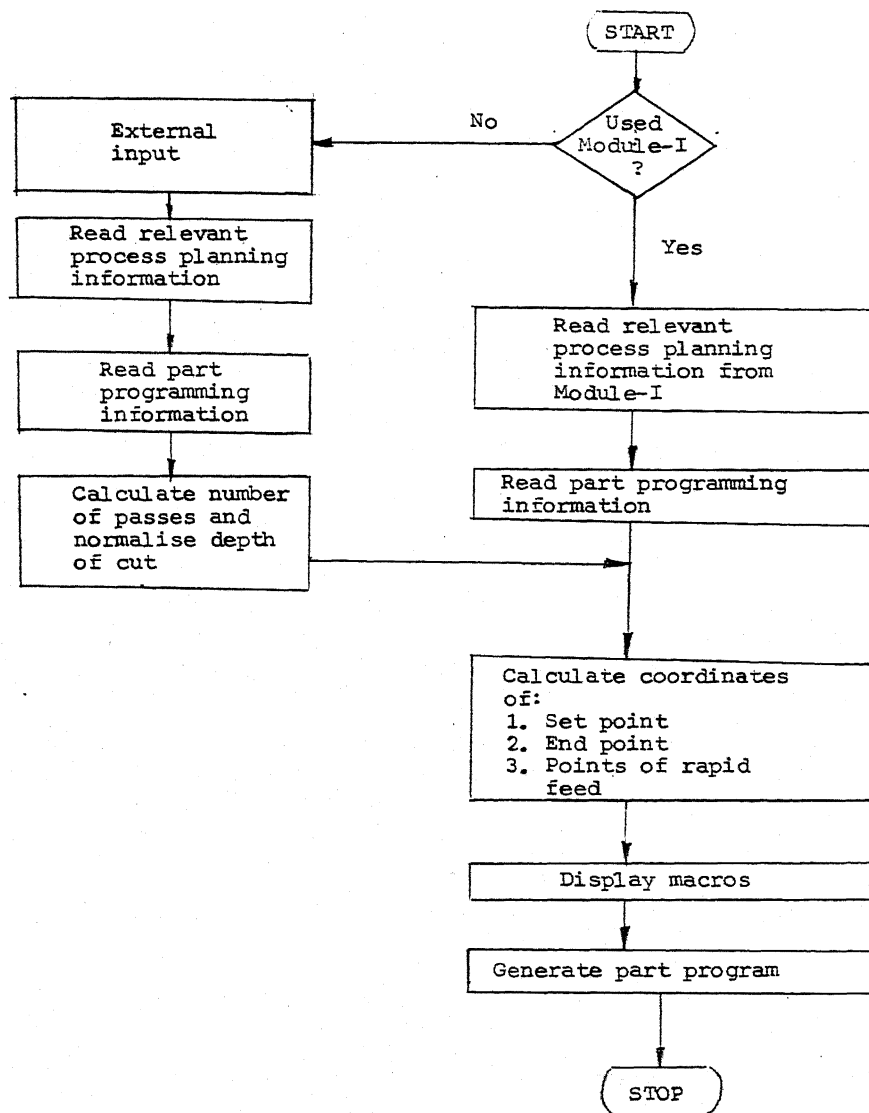 START
Used
Module-I
?
No
Yes
External
input
Read relevant
process planning
information
Read part
programming
information
Calculate number
of passes and
normalise depth
of cut
Read relevant
process planning
information from
Module-I
Read part programming
information
Calculate coordinates
of:
1. Set point
2. End point
3. Points of rapid
feed
Display macros
Generate part program
STOP